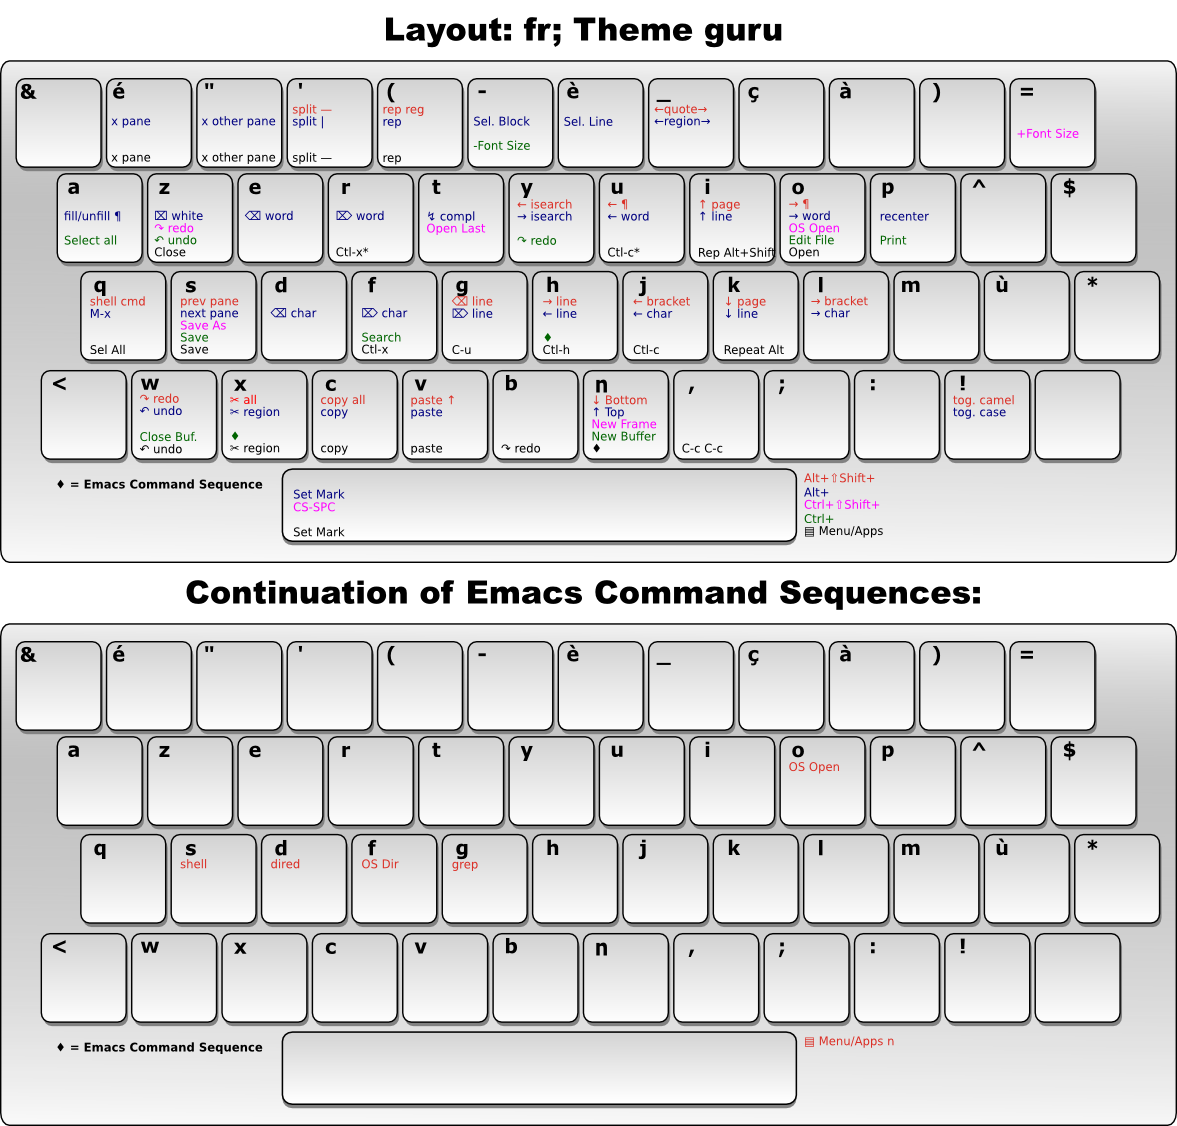 Layout: fr; Theme guru
&
é
x pane
x pane
"
x other pane
x other pane
'
split —
split |
split —
(
rep reg
rep
rep
-
Sel. Block
-Font Size
è
Sel. Line
_
←quote→
←region→
ç
à
)
=
+Font Size
a
fill/unfill ¶
Select all
z
⌧ white
↷ redo
↶ undo
Close
e
⌫ word
r
⌦ word
Ctl-x*
t
↯ compl
Open Last
y
← isearch
→ isearch
↷ redo
u
← ¶
← word
Ctl-c*
i
↑ page
↑ line
Rep Alt+Shift
o
→ ¶
→ word
OS Open
Edit File
Open
p
recenter
Print
^
$
q
shell cmd
M-x
Sel All
s
prev pane
next pane
Save As
Save
Save
d
⌫ char
f
⌦ char
Search
Ctl-x
g
⌫ line
⌦ line
C-u
h
→ line
← line
♦
Ctl-h
j
← bracket
← char
Ctl-c
k
↓ page
↓ line
Repeat Alt
l
→ bracket
→ char
m
ù
*
<
w
↷ redo
↶ undo
Close Buf.
↶ undo
x
✂ all
✂ region
♦
✂ region
c
copy all
copy
copy
v
paste ↑
paste
paste
b
↷ redo
n
↓ Bottom
↑ Top
New Frame
New Buffer
♦
,
C-c C-c
;
:
!
tog. camel
tog. case
♦ = Emacs Command Sequence
Set Mark
CS-SPC
Set Mark
Alt+⇧Shift+
Alt+
Ctrl+⇧Shift+
Ctrl+
▤ Menu/Apps
Continuation of Emacs Command Sequences:
&
é
"
'
(
-
è
_
ç
à
)
=
a
z
e
r
t
y
u
i
o
OS Open
p
^
$
q
s
shell
d
dired
f
OS Dir
g
grep
h
j
k
l
m
ù
*
<
w
x
c
v
b
n
,
;
:
!
♦ = Emacs Command Sequence
▤ Menu/Apps n